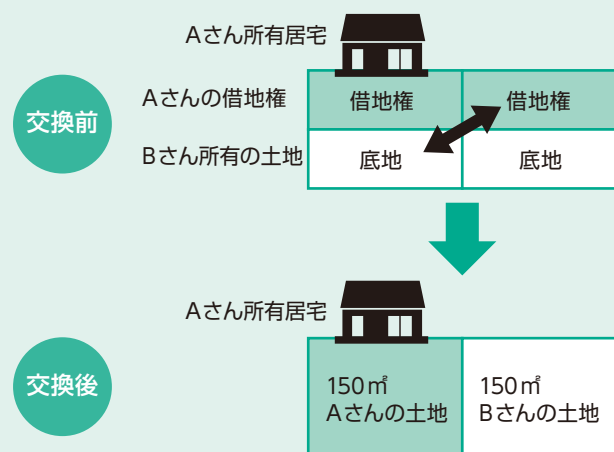 Aさん所有居宅
交換前
Aさんの借地権
借地権
借地権
Bさん所有の土地
底地
底地
Aさん所有居宅
交換後
150㎡
Aさんの土地
150㎡
Bさんの土地